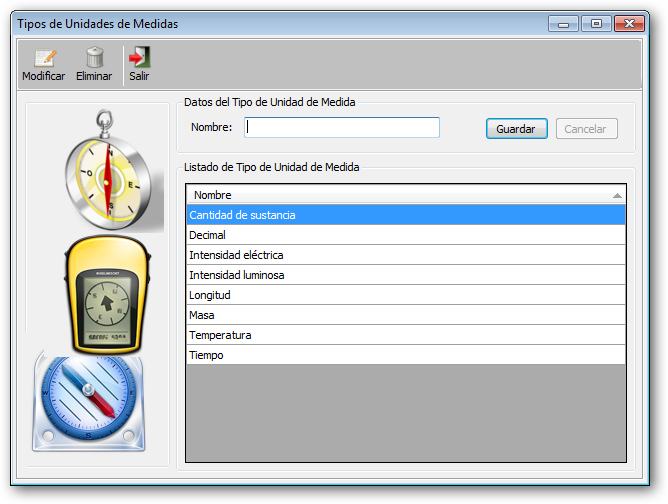 Tipos de Unidades de Medidas
Modificar Eliminar Salir
Datos del Tipo de Unidad de Medida
Nombre: Guardar Cancelar
Listado de Tipo de Unidad de Medida
Nombre
Cantidad de sustancia
Decimal
Intensidad eléctrica
Intensidad luminosa
Longitud
Masa
Temperatura
Tiempo
N
O
E
S
W
S
E